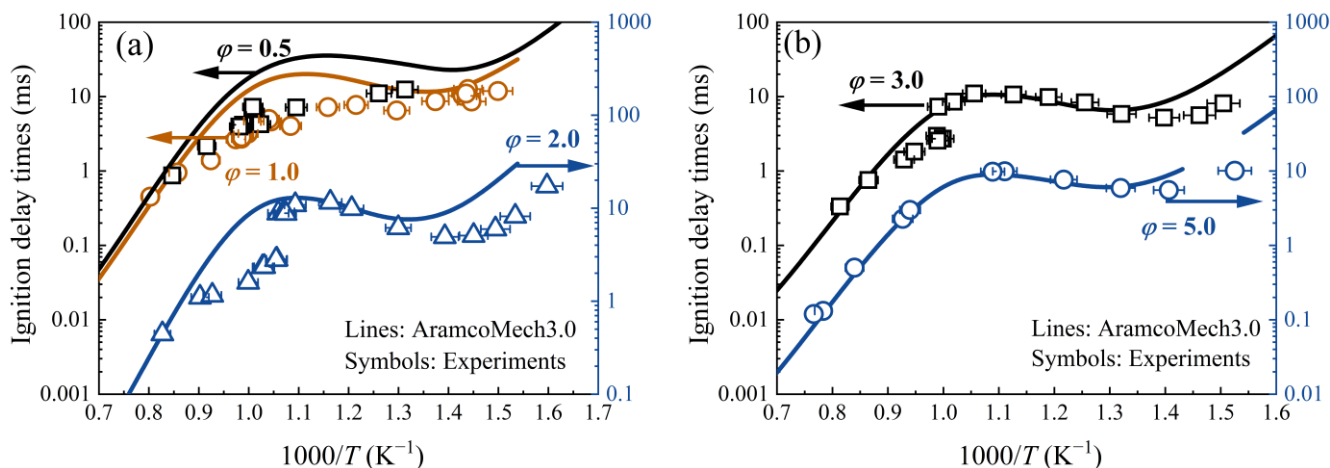 (a)
φ = 0.5
φ = 1.0
φ = 2.0
Lines: AramcoMech3.0
Symbols: Experiments
Ignition delay times (ms)
100
10
1
0.1
0.01
0.001
1000
100
10
1
0.1
0.7 0.8 0.9 1.0 1.1 1.2 1.3 1.4 1.5 1.6 1.7
1000/T (K⁻¹)
(b)
φ = 3.0
φ = 5.0
Lines: AramcoMech3.0
Symbols: Experiments
Ignition delay times (ms)
100
10
1
0.1
0.01
0.001
1000
100
10
1
0.1
0.01
0.7 0.8 0.9 1.0 1.1 1.2 1.3 1.4 1.5 1.6
1000/T (K⁻¹)